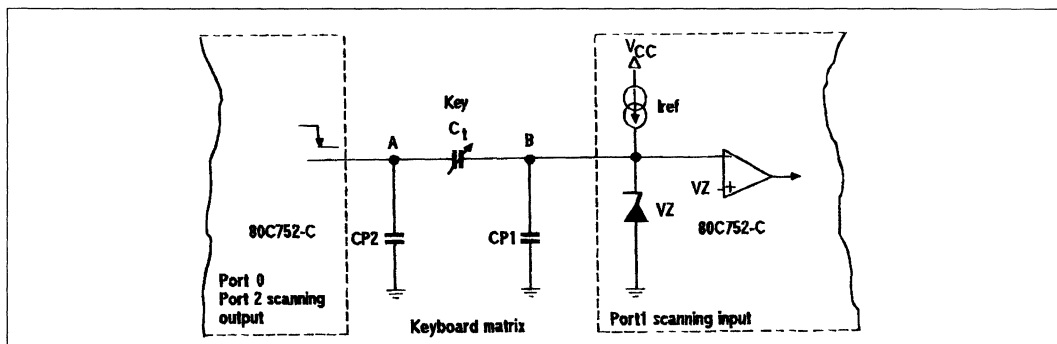 VCC
Key
Iref
Ct
A
B
VZ
VZ
80C752-C
CP2
CP1
80C752-C
Port 0
Port 2 scanning
output
Keyboard matrix
Port1 scanning input